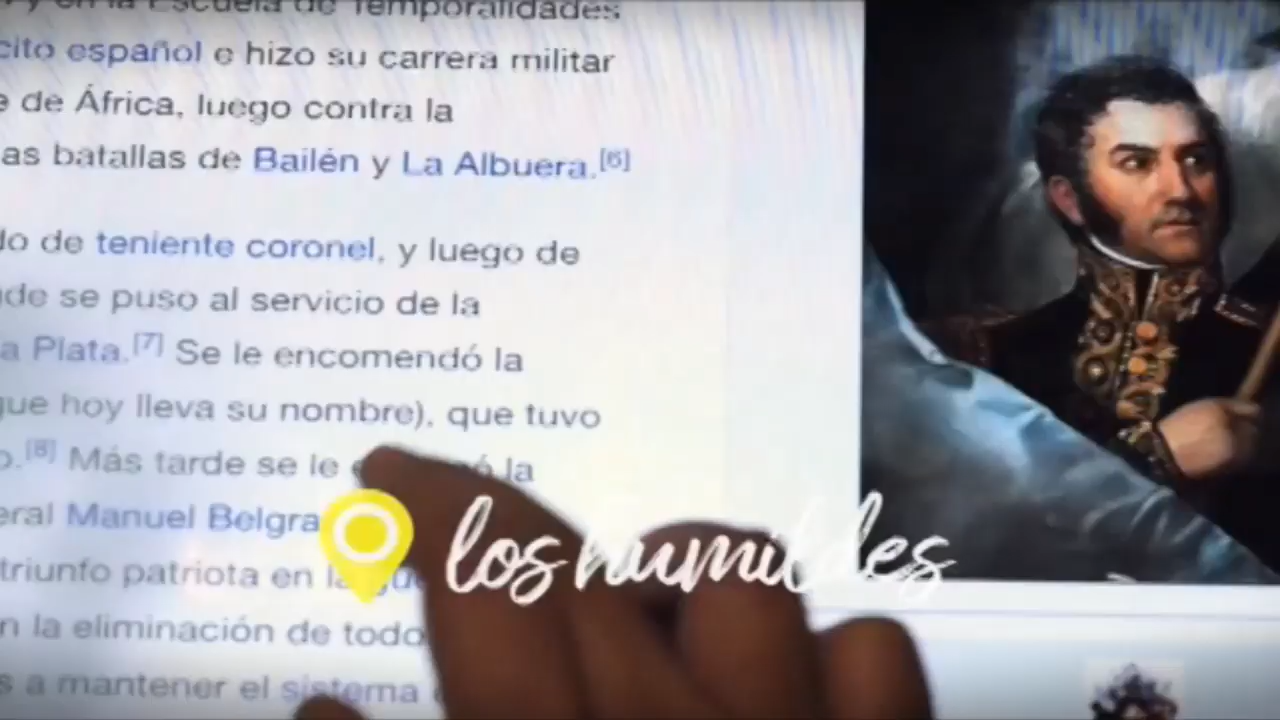 y en la Escuela de Temporalidades
cito español e hizo su carrera militar
e de África, luego contra la
as batallas de Bailén y La Albuera.[6]
do de teniente coronel, y luego de
de se puso al servicio de la
a Plata.[7] Se le encomendó la
que hoy lleva su nombre), que tuvo
o.[8] Más tarde se le la
eral Manuel Belgra
los humildes
triunfo patriota en la
n la eliminación de todo
s a mantener el sistema